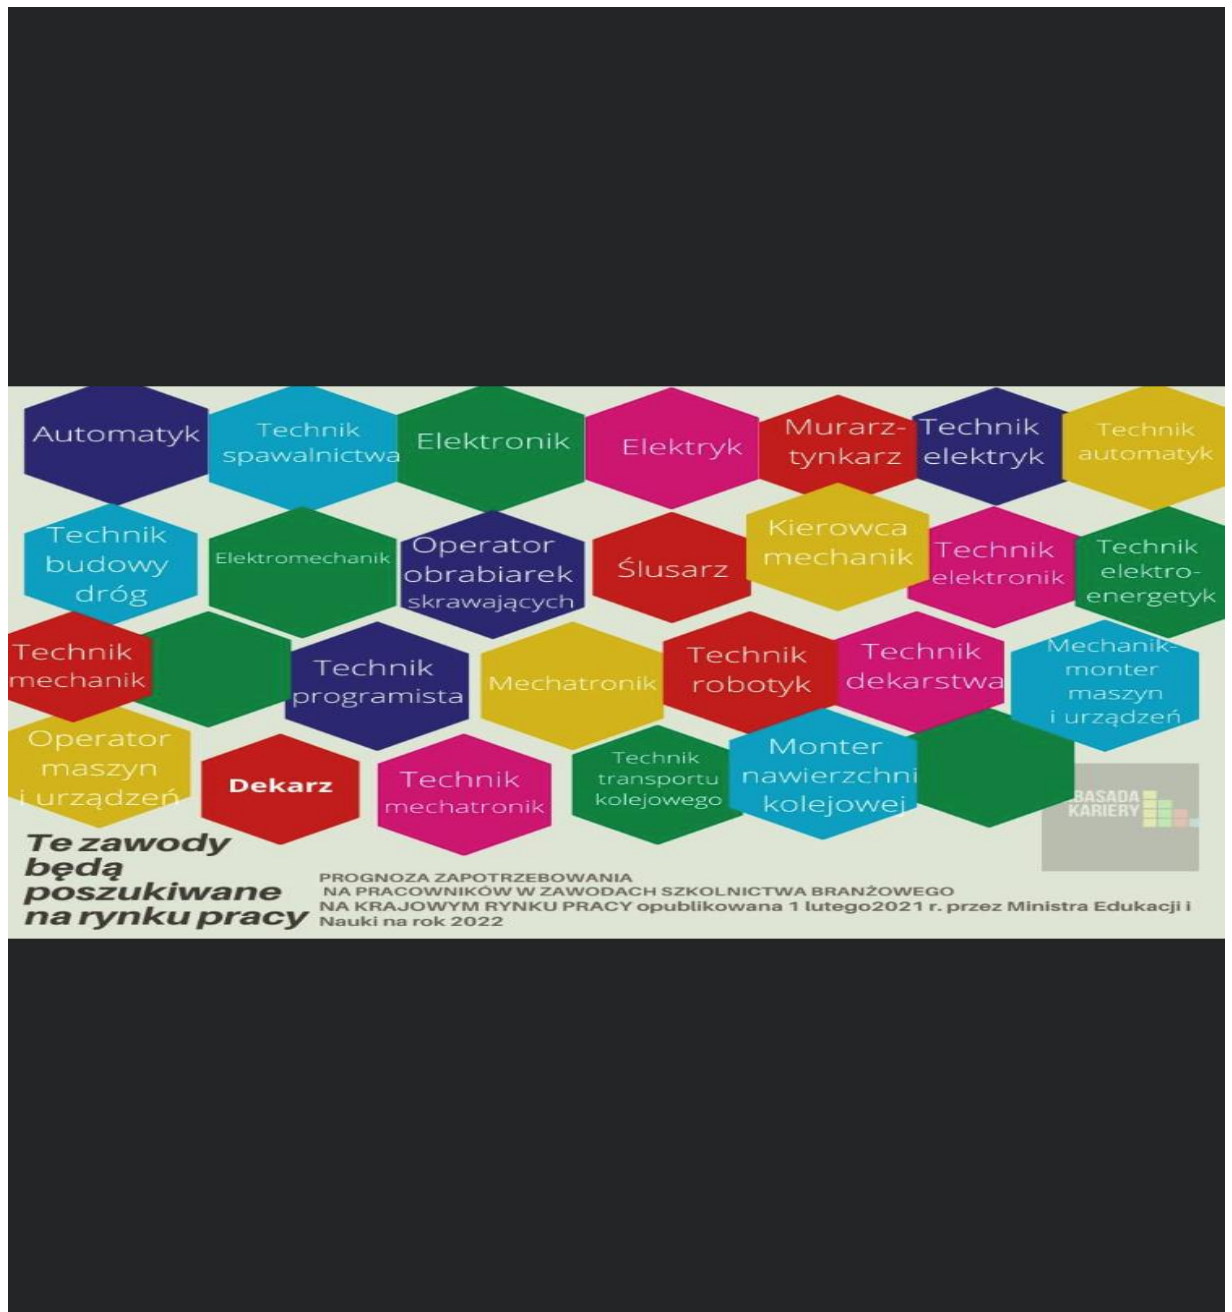 Automatyk
Technik
spawalnictwa
Elektronik
Elektryk
Murarz-
tynkarz
Technik
elektryk
Technik
automatyk
Technik
budowy
dróg
Elektromechanik
Operator
obrabiarek
skrawających
Ślusarz
Kierowca
mechanik
Technik
elektronik
Technik
elektro-
energetyk
Technik
mechanik
Technik
programista
Mechatronik
Technik
robotyk
Technik
dekarstwa
Mechanik-
monter
maszyn
i urządzeń
Operator
maszyn
i urządzeń
Dekarz
Technik
mechatronik
Technik
transportu
kolejowego
Monter
nawierzchni
kolejowej
BASADA
KARIERY
Te zawody
będą
poszukiwane
na rynku pracy
PROGNOZA ZAPOTRZEBOWANIA
NA PRACOWNIKÓW W ZAWODACH SZKOLNICTWA BRANŻOWEGO
NA KRAJOWYM RYNKU PRACY opublikowana 1 lutego2021 r. przez Ministra Edukacji i
Nauki na rok 2022